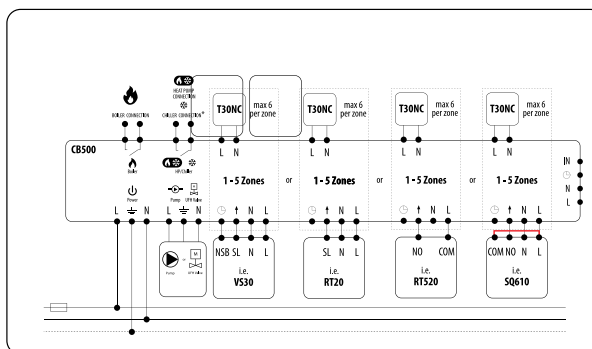 HEAT PUMP
CONNECTION
BOILER CONNECTION
CHILLER CONNECTION*
T30NC
max 6
per zone
T30NC
max 6
per zone
T30NC
max 6
per zone
T30NC
max 6
per zone
L N
L N
L N
L N
CB500
Boiler
HP/Chiller
1 - 5 Zones
or
1 - 5 Zones
or
1 - 5 Zones
or
1 - 5 Zones
IN
N
L
Power
Pump
UFH Valve
M
L N
L N
N L
N L
N L
N L
NSB SL N L
i.e.
VS30
SL N L
i.e.
RT20
NO COM
i.e.
RT520
COM NO N L
i.e.
SQ610
M
or
Pump
UFH Valve